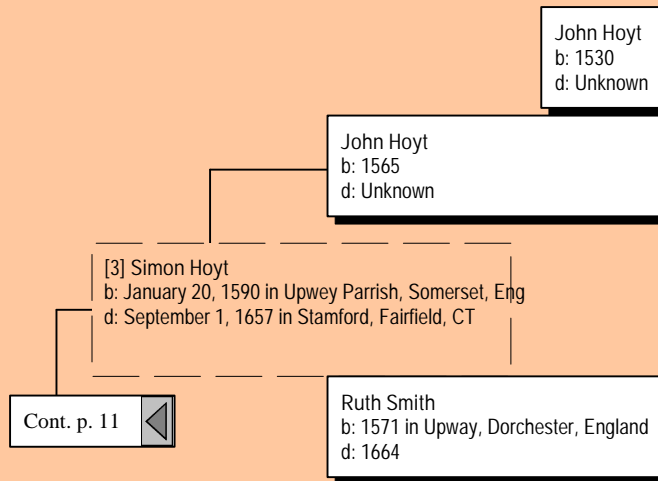 John Hoyt
b: 1530
d: Unknown
John Hoyt
b: 1565
d: Unknown
[3] Simon Hoyt
b: January 20, 1590 in Upwey Parrish, Somerset, Eng
d: September 1, 1657 in Stamford, Fairfield, CT
Cont. p. 11
Ruth Smith
b: 1571 in Upway, Dorchester, England
d: 1664